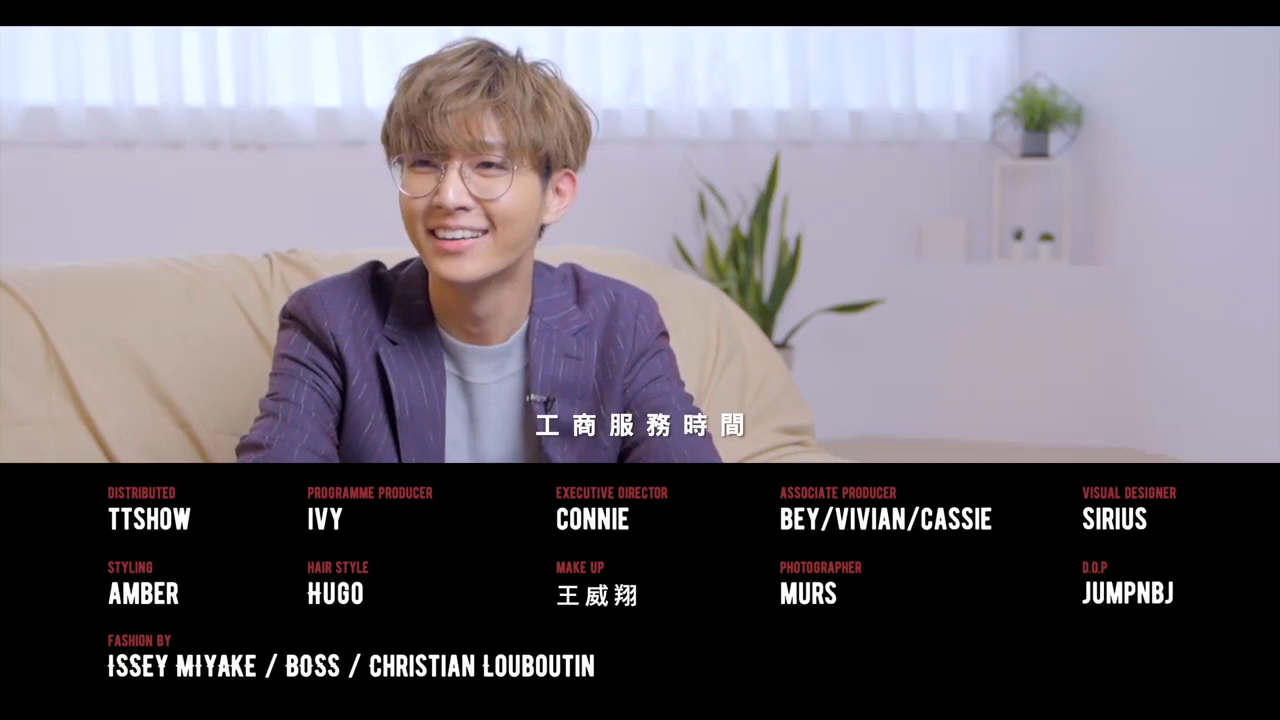 工商服務時間
DISTRIBUTED PROGRAMME PRODUCER EXECUTIVE DIRECTOR ASSOCIATE PRODUCER VISUAL DESIGNER
TTSHOW IVY CONNIE BEY/VIVIAN/CASSIE SIRIUS
STYLING HAIR STYLE MAKE UP PHOTOGRAPHER D.O.P
AMBER HUGO 王威翔 MURS JUMPNBJ
FASHION BY
ISSEY MIYAKE / BOSS / CHRISTIAN LOUBOUTIN